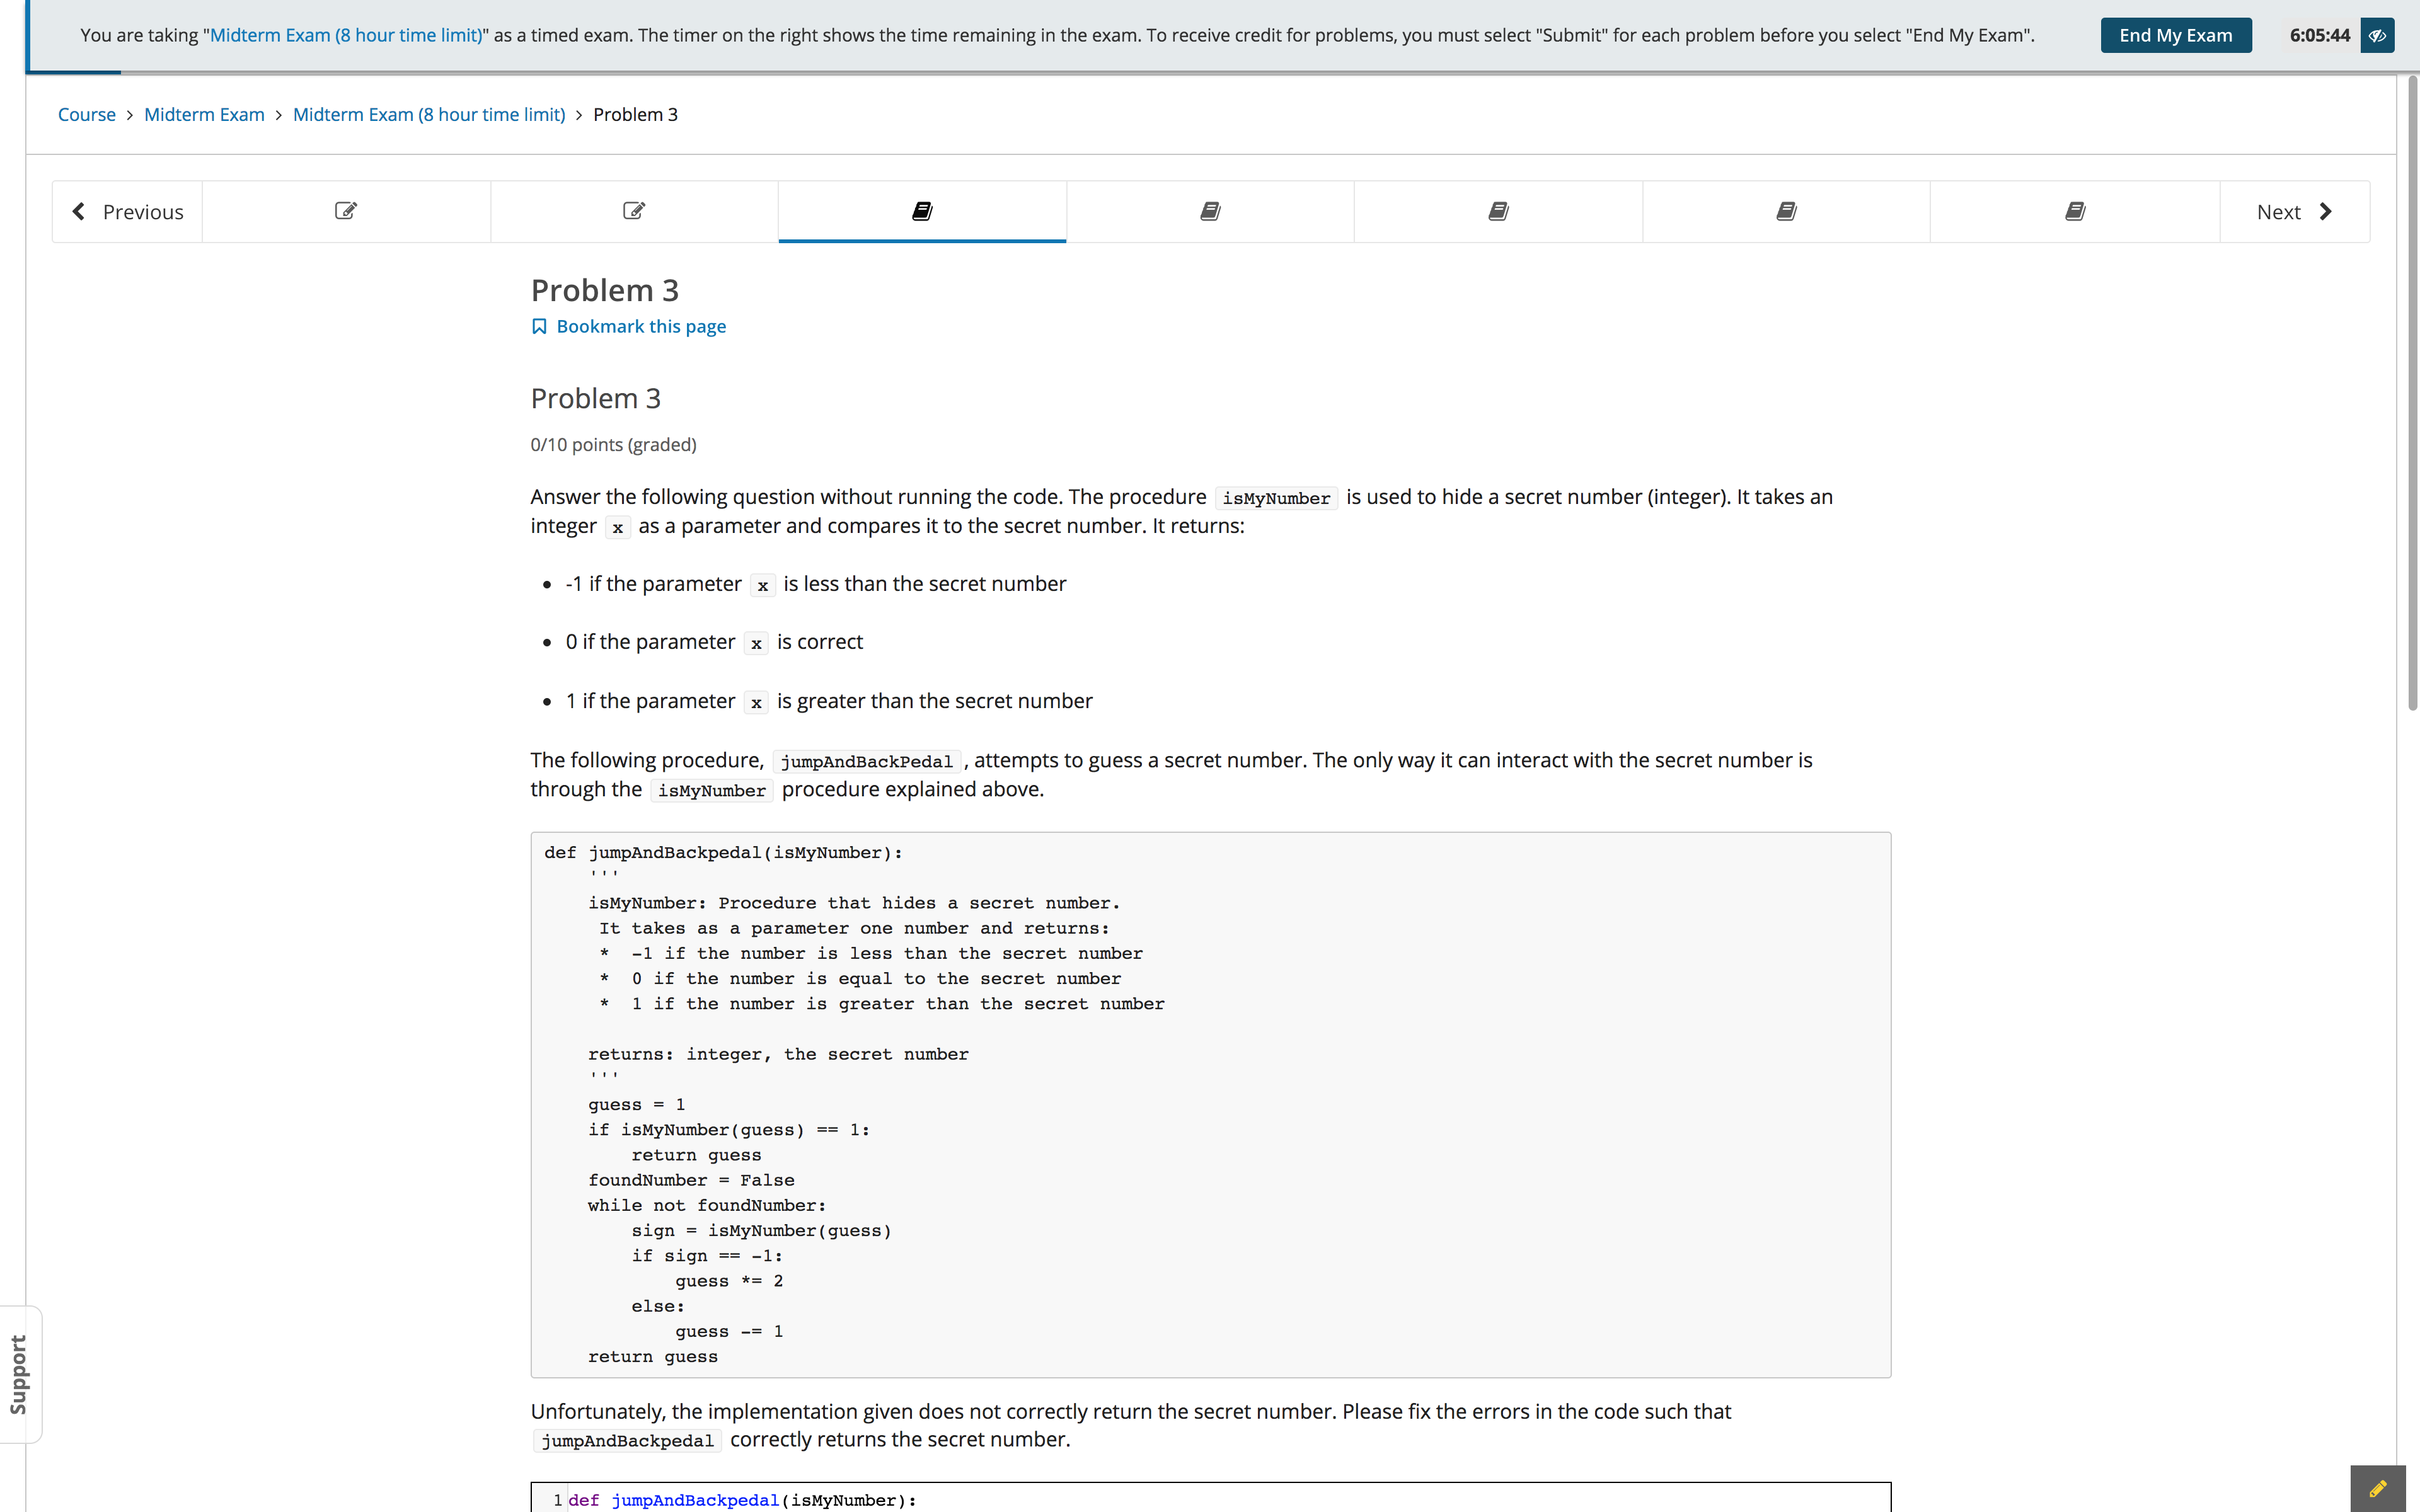 You are taking "Midterm Exam (8 hour time limit)" as a timed exam. The timer on the right shows the time remaining in the exam. To receive credit for problems, you must select "Submit" for each problem before you select "End My Exam".
End My Exam
6:05:44
Course > Midterm Exam > Midterm Exam (8 hour time limit) > Problem 3
Previous
Next
Problem 3
Bookmark this page
Problem 3
0/10 points (graded)
Answer the following question without running the code. The procedure isMyNumber is used to hide a secret number (integer). It takes an
integer x as a parameter and compares it to the secret number. It returns:
• -1 if the parameter x is less than the secret number
• 0 if the parameter x is correct
• 1 if the parameter x is greater than the secret number
The following procedure, jumpAndBackPedal, attempts to guess a secret number. The only way it can interact with the secret number is
through the isMyNumber procedure explained above.
def jumpAndBackpedal(isMyNumber):
    '''
    isMyNumber: Procedure that hides a secret number.
     It takes as a parameter one number and returns:
     *  -1 if the number is less than the secret number
     *  0 if the number is equal to the secret number
     *  1 if the number is greater than the secret number
    returns: integer, the secret number
    '''
    guess = 1
    if isMyNumber(guess) == 1:
        return guess
    foundNumber = False
    while not foundNumber:
        sign = isMyNumber(guess)
        if sign == -1:
            guess *= 2
        else:
            guess -= 1
    return guess
Unfortunately, the implementation given does not correctly return the secret number. Please fix the errors in the code such that
jumpAndBackpedal correctly returns the secret number.
1 def jumpAndBackpedal(isMyNumber):
Support